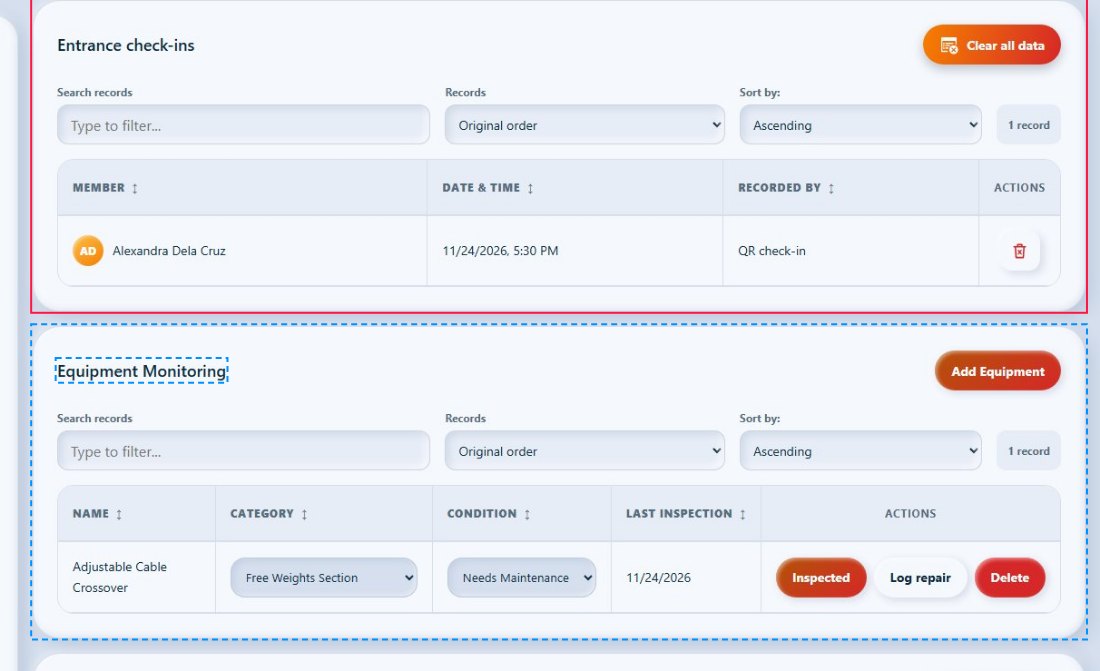 Entrance check-ins
Clear all data
Search records
Records
Sort by:
Type to filter...
Original order
Ascending
1 record
MEMBER
DATE & TIME
RECORDED BY
ACTIONS
AD
Alexandra Dela Cruz
11/24/2026, 5:30 PM
QR check-in
Equipment Monitoring
Add Equipment
Search records
Records
Sort by:
Type to filter...
Original order
Ascending
1 record
NAME
CATEGORY
CONDITION
LAST INSPECTION
ACTIONS
Adjustable Cable
Crossover
Free Weights Section
Needs Maintenance
11/24/2026
Inspected
Log repair
Delete